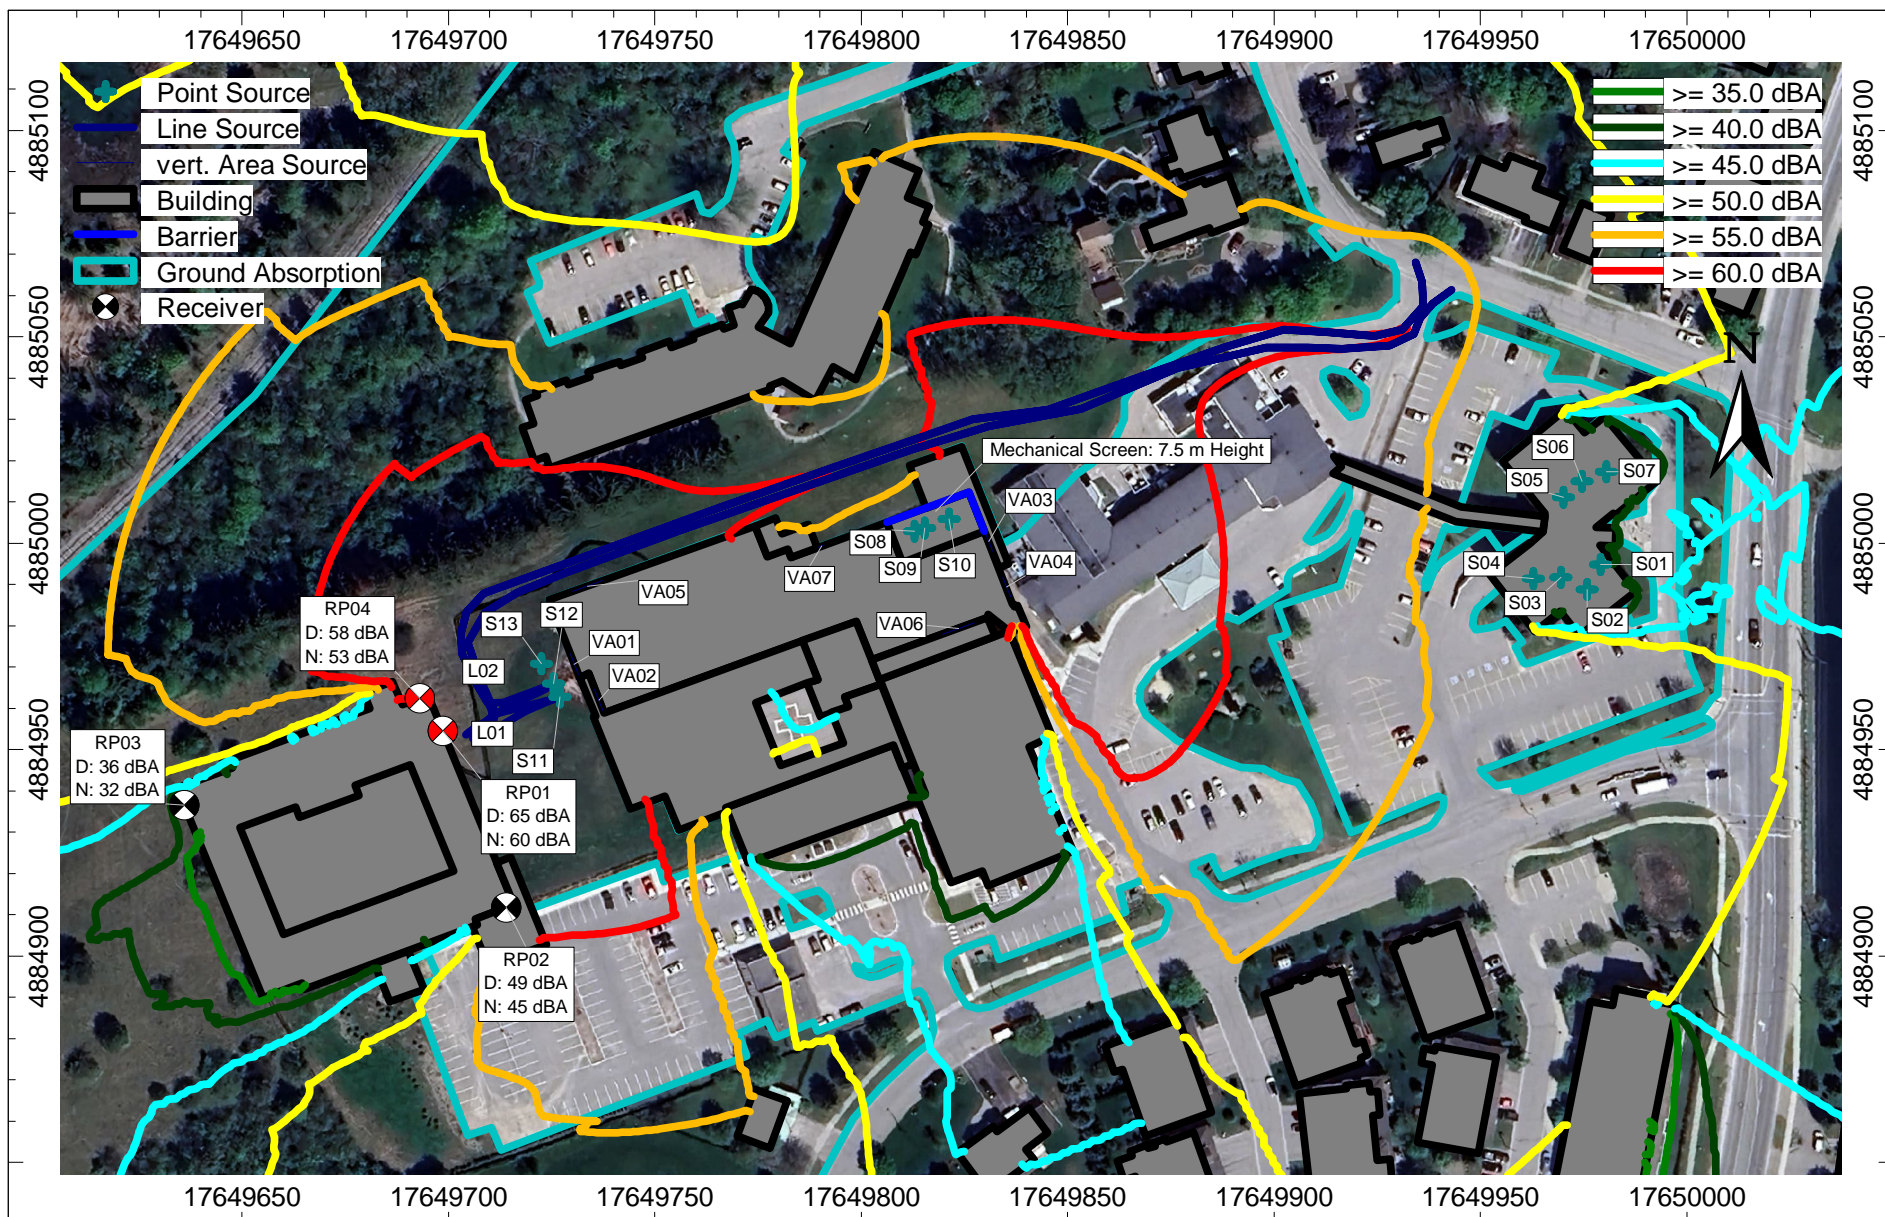 17649650 17649700 17649750 17649800 17649850 17649900 17649950 17650000
Point Source
Line Source
vert. Area Source
Building
Barrier
Ground Absorption
Receiver
>= 35.0 dBA
>= 40.0 dBA
>= 45.0 dBA
>= 50.0 dBA
>= 55.0 dBA
>= 60.0 dBA
4885100
4885050
4885000
4884950
4884900
4885100
4885050
4885000
4884950
4884900
N
Mechanical Screen: 7.5 m Height
S06
S07
S05
VA03
S08
S09
S10
VA04
VA07
VA05
S04
S01
S03
S02
RP04
D: 58 dBA
N: 53 dBA
S12
S13
VA06
VA01
L02
VA02
L01
S11
RP03
D: 36 dBA
N: 32 dBA
RP01
D: 65 dBA
N: 60 dBA
RP02
D: 49 dBA
N: 45 dBA
17649650 17649700 17649750 17649800 17649850 17649900 17649950 17650000